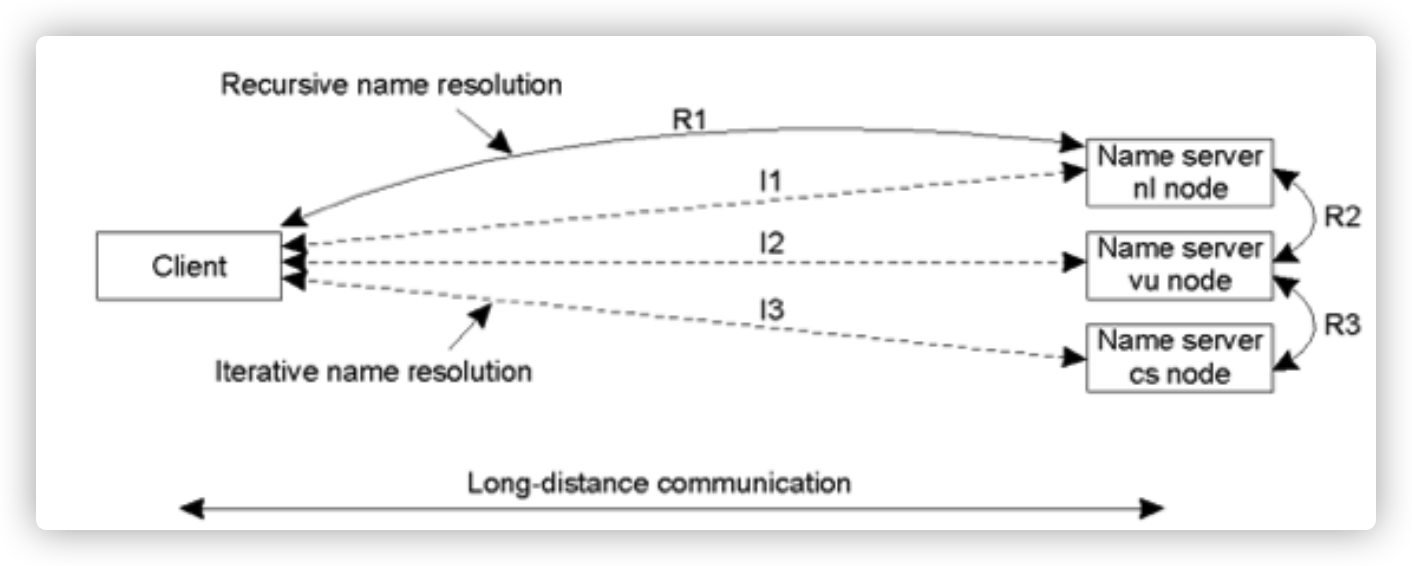 Recursive name resolution
R1
Name server
nl node
I1
R2
Client
I2
Name server
vu node
I3
R3
Name server
cs node
Iterative name resolution
Long-distance communication